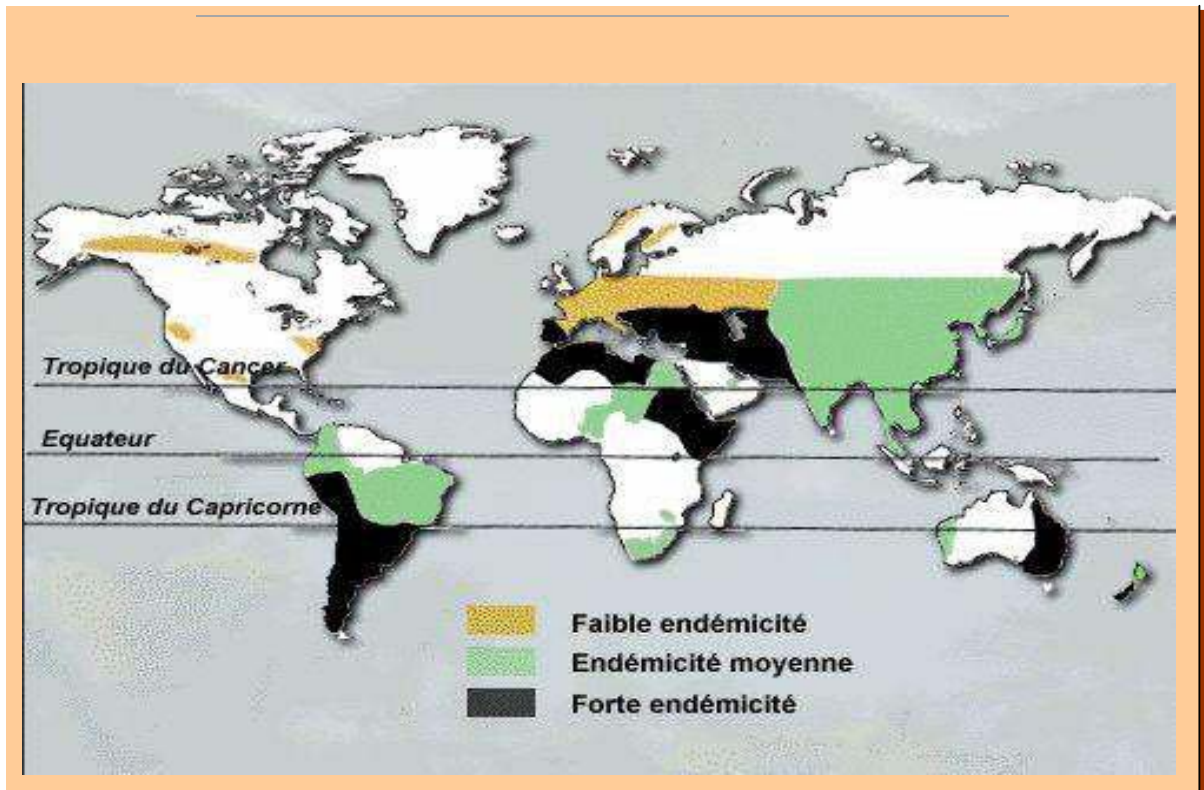 Tropique du Cancer
Equateur
Tropique du Capricorne
Faible endémicité
Endémicité moyenne
Forte endémicité